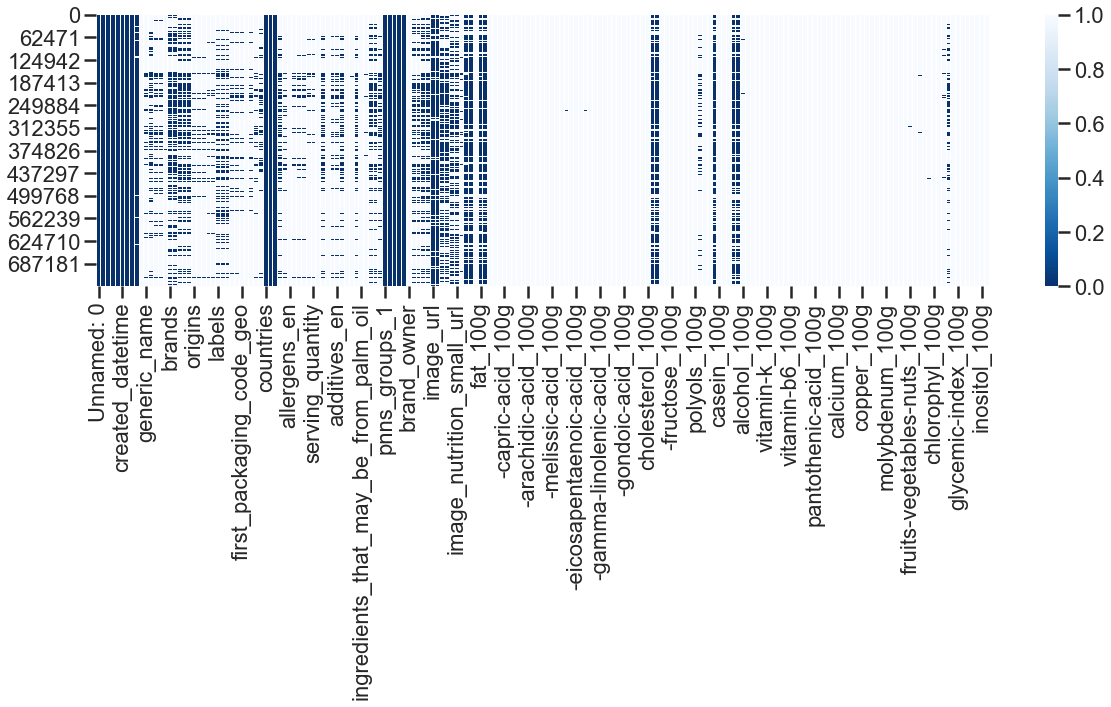 0
62471
124942
187413
249884
312355
374826
437297
499768
562239
624710
687181
1.0
0.8
0.6
0.4
0.2
0.0
Unnamed: 0
created_datetime
generic_name
brands
origins
labels
first_packaging_code_geo
countries
allergens_en
serving_quantity
additives_en
ingredients_that_may_be_from_palm_oil
pnns_groups_1
brand_owner
image_url
image_nutrition_small_url
fat_100g
-capric-acid_100g
-arachidic-acid_100g
-melissic-acid_100g
-eicosapentaenoic-acid_100g
-gamma-linolenic-acid_100g
-gondoic-acid_100g
cholesterol_100g
-fructose_100g
polyols_100g
casein_100g
alcohol_100g
vitamin-k_100g
vitamin-b6_100g
pantothenic-acid_100g
calcium_100g
copper_100g
molybdenum_100g
fruits-vegetables-nuts_100g
chlorophyl_100g
glycemic-index_100g
inositol_100g